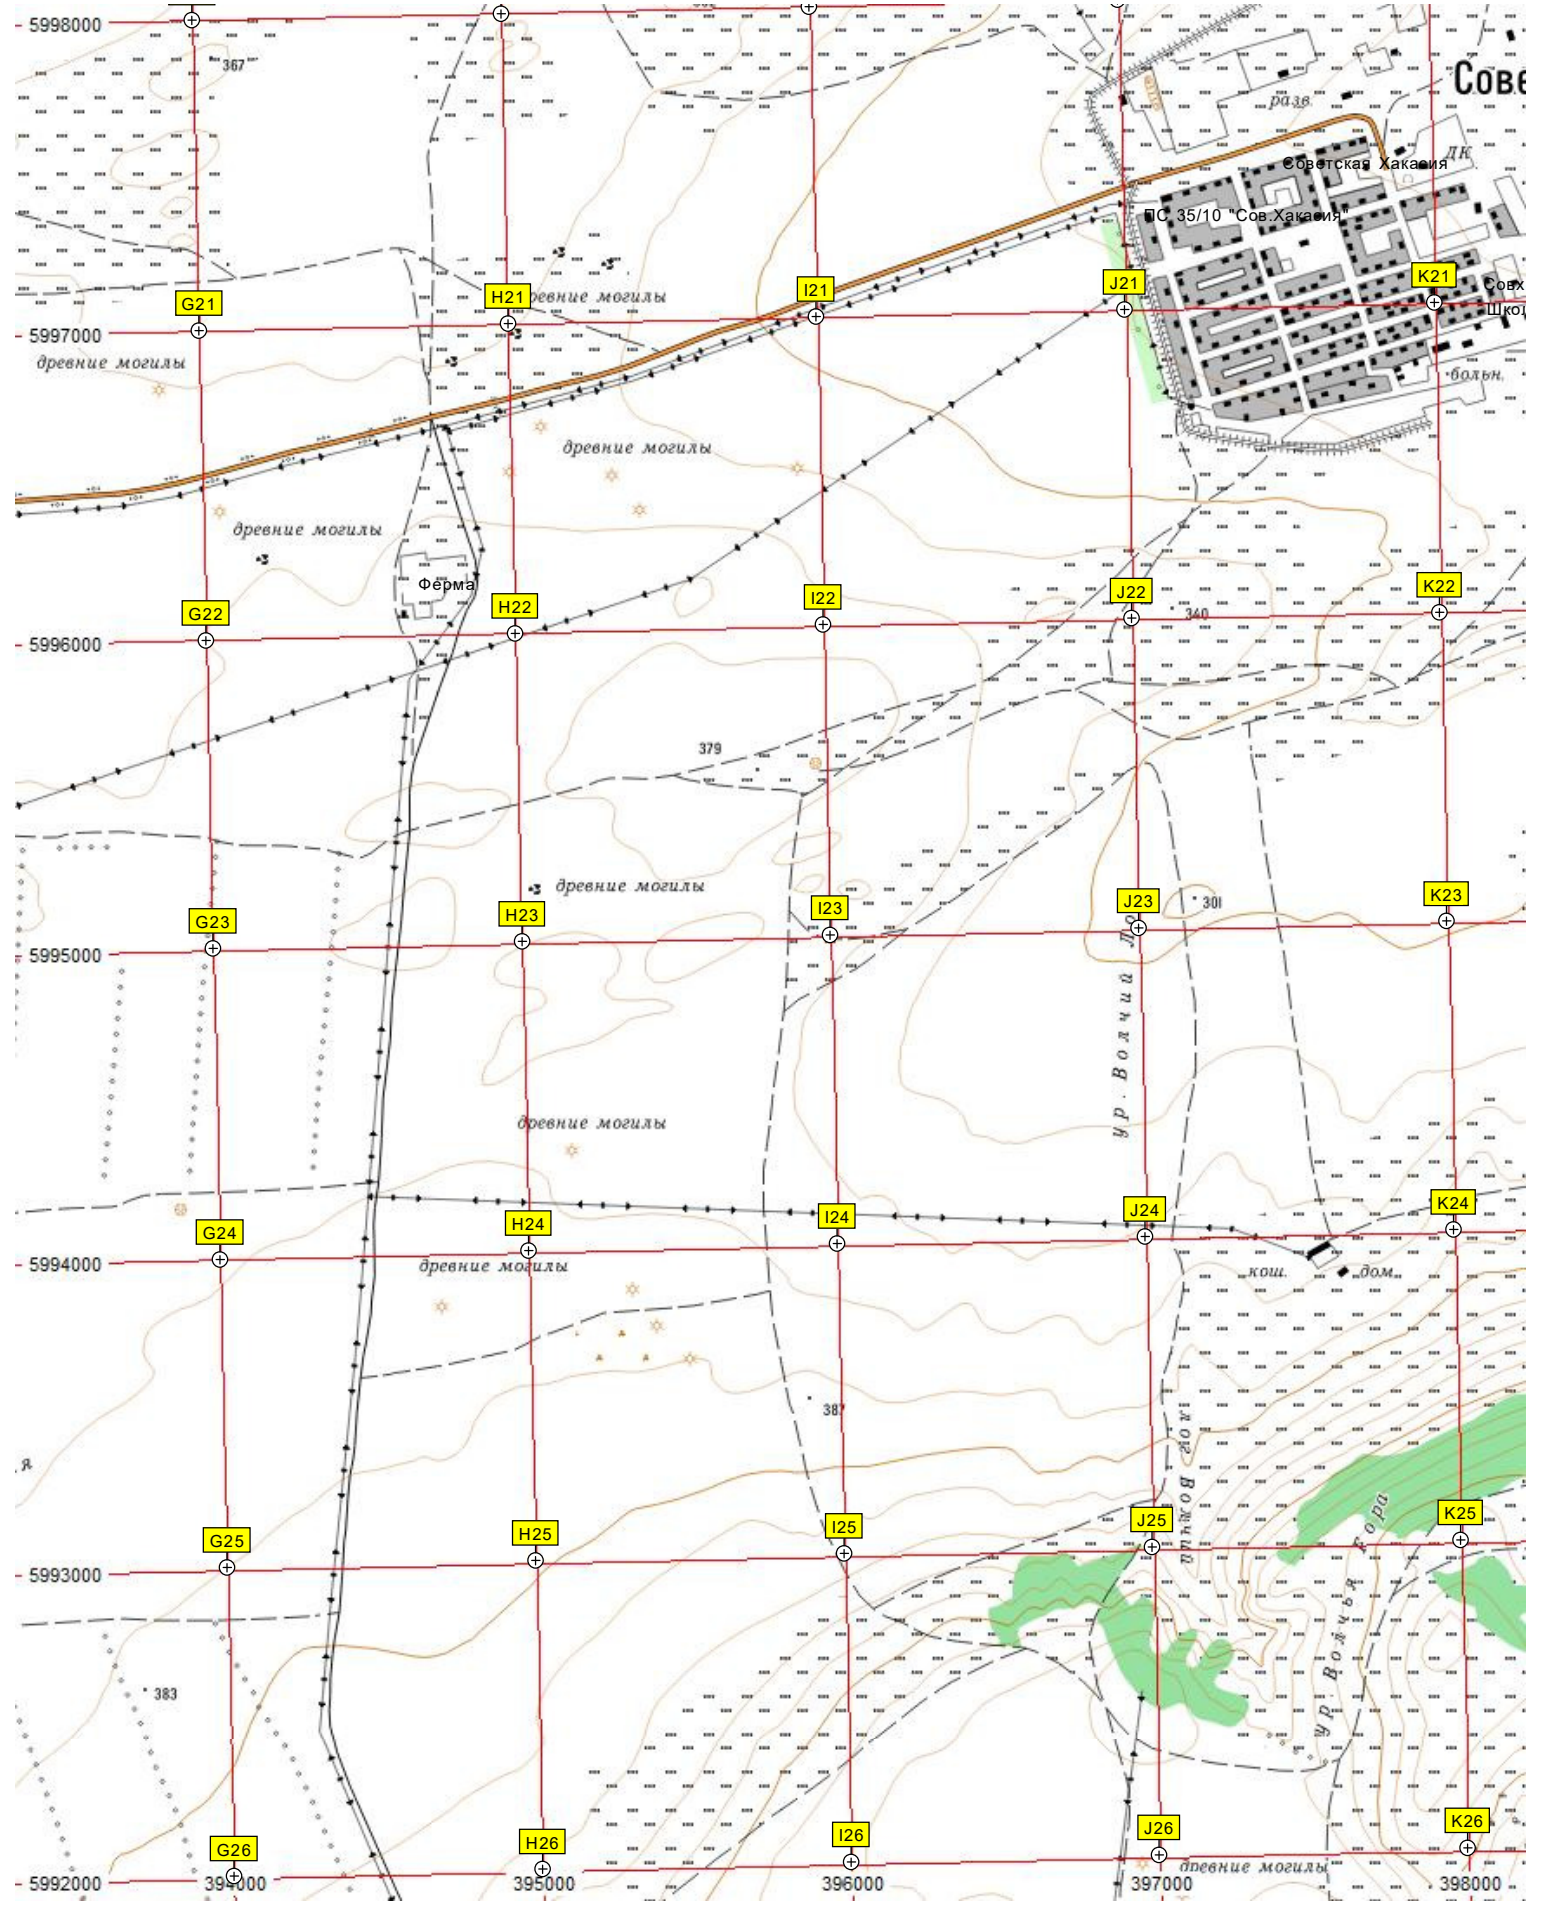 5998000
367
Сове
разв.
ДК
Советская Хакасия
ПС 35/10 "Сов.Хакасия"
G21
H21
I21
J21
K21
древние могилы
Совх
Шко
5997000
древние могилы
больн.
древние могилы
древние могилы
Ферма
G22
H22
I22
J22
K22
340
5996000
379
древние могилы
G23
H23
I23
J23
K23
301
5995000
ур. Волчий Ло
древние могилы
G24
H24
I24
J24
K24
5994000
древние могилы
кош.
дом.
387
я
лог Волчий
G25
H25
I25
J25
K25
5993000
ур. Волчья Гора
383
G26
H26
I26
J26
K26
древние могилы
5992000
394000
395000
396000
397000
398000